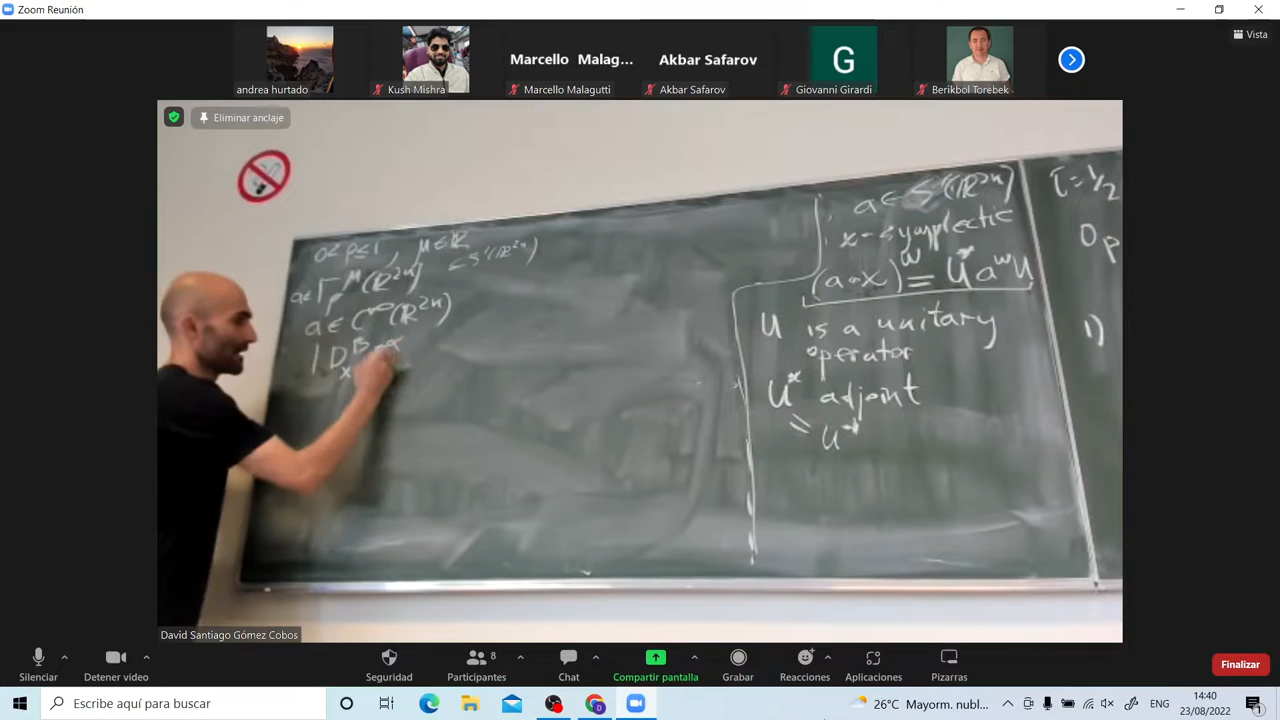 Zoom Reunión
Vista
andrea hurtado
Kush Mishra
Marcello Malag...
Marcello Malagutti
Akbar Safarov
Akbar Safarov
G
Giovanni Girardi
Berikbol Torebek
Eliminar anclaje
0 < ρ ≤ 1, μ ∈ ℝ
a ∈ Γ_ρ^μ (ℝ^{2n}) ⊂ S'(ℝ^{2n})
a ∈ C^∞(ℝ^{2n})
| D_x^β
a ∈ S'(ℝ^{2n})
χ - symplectic
(a∘χ)^w = U^* a^w U
U is a unitary
operator
U^* adjoint
= U^{-1}
τ = 1/2
Op
1)
David Santiago Gómez Cobos
Silenciar
Detener video
Seguridad
8
Participantes
Chat
Compartir pantalla
Grabar
Reacciones
Aplicaciones
Pizarras
Finalizar
Escribe aquí para buscar
26°C Mayorm. nubl...
ENG
14:40
23/08/2022
1